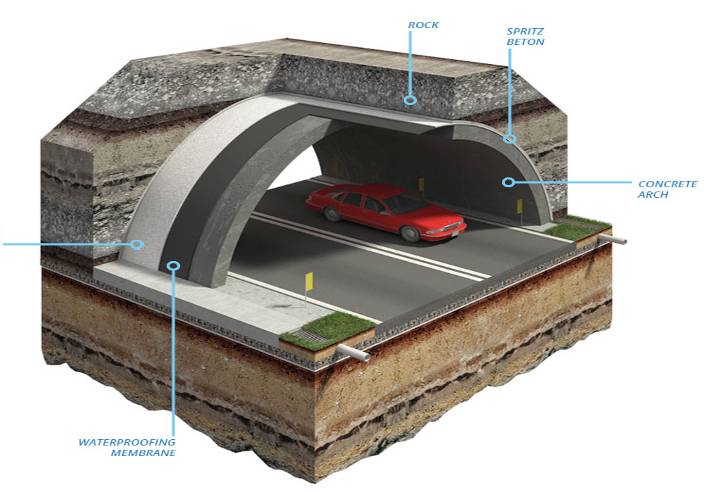 ROCK
SPRITZ
BETON
CONCRETE
ARCH
WATERPROOFING
MEMBRANE